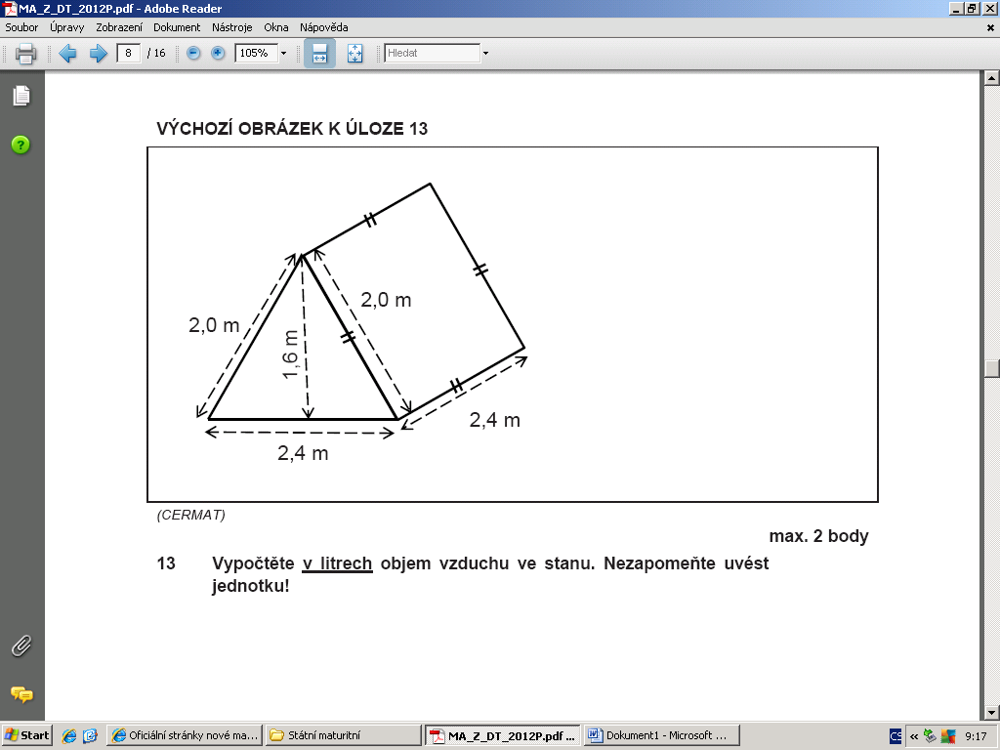 MA_Z_DT_2012P.pdf - Adobe Reader
Soubor Úpravy Zobrazení Dokument Nástroje Okna Nápověda
8 / 16 105% Hledat
VÝCHOZÍ OBRÁZEK K ÚLOZE 13
2,0 m
2,0 m
1,6 m
2,4 m
2,4 m
(CERMAT)
max. 2 body
13 Vypočtěte v litrech objem vzduchu ve stanu. Nezapomeňte uvést
jednotku!
Start Oficiální stránky nové ma... Státní maturitní MA_Z_DT_2012P.pdf ... Dokument1 - Microsoft ... CS « 9:17